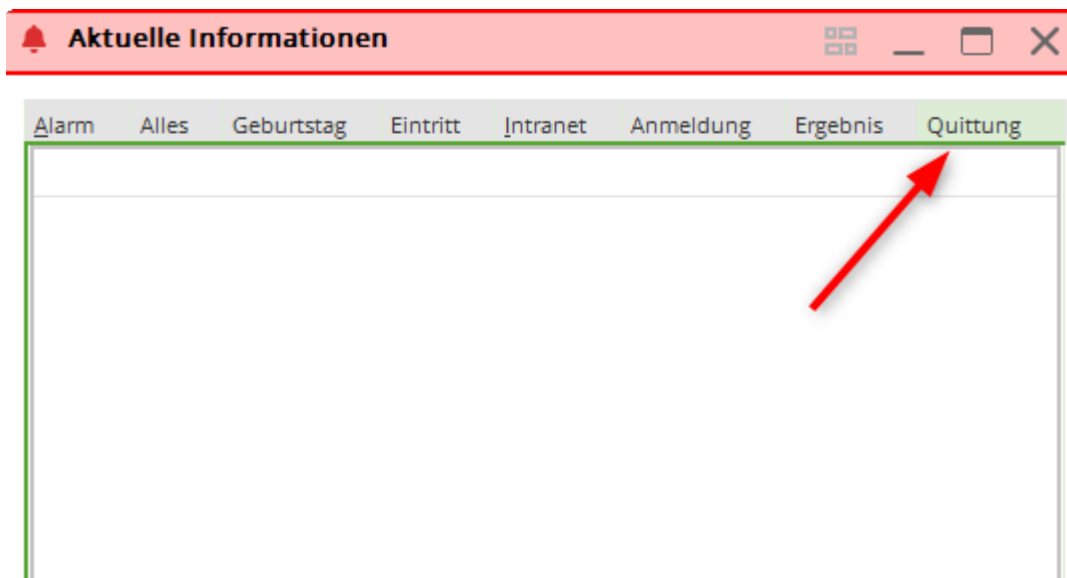 Aktuelle Informationen
Alarm Alles Geburtstag Eintritt Intranet Anmeldung Ergebnis Quittung